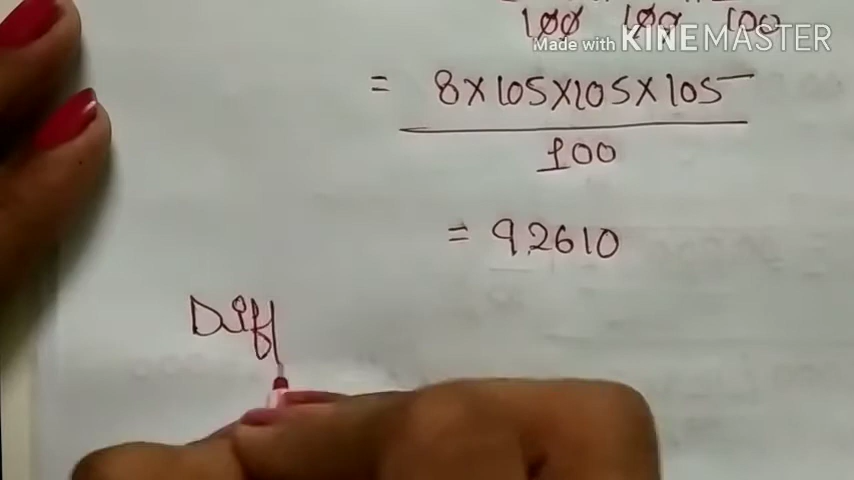 100 100 100
Made with KINEMASTER
= 8×105×105×105
100
= 92610
Diff